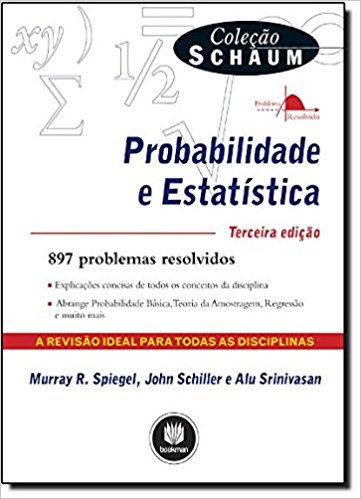 Coleção
SCHAUM
Problema
Resolvido
Probabilidade
e Estatística
Terceira edição
897 problemas resolvidos
Explicações concisas de todos os conceitos da disciplina
Abrange Probabilidade Básica, Teoria da Amostragem, Regressão
e muito mais
A REVISÃO IDEAL PARA TODAS AS DISCIPLINAS
Murray R. Spiegel, John Schiller e Alu Srinivasan
bookman